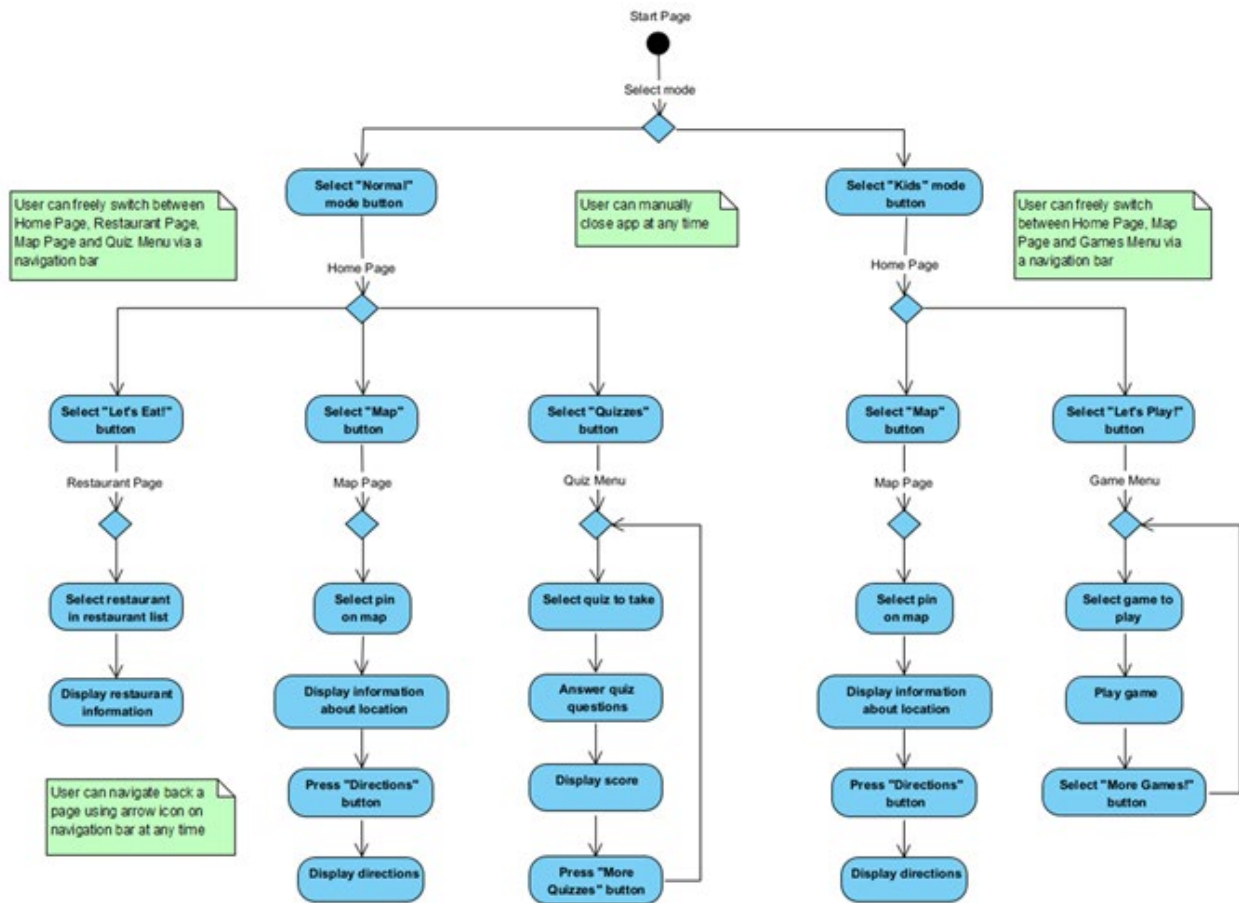 Start Page
Select mode
Select "Normal"
mode button
Select "Kids" mode
button
User can freely switch between
Home Page, Restaurant Page,
Map Page and Quiz Menu via a
navigation bar
User can manually
close app at any time
User can freely switch
between Home Page, Map
Page and Games Menu via
a navigation bar
Home Page
Home Page
Select "Let's Eat!"
button
Select "Map"
button
Select "Quizzes"
button
Select "Map"
button
Select "Let's Play!"
button
Restaurant Page
Map Page
Quiz Menu
Map Page
Game Menu
Select restaurant
in restaurant list
Select pin
on map
Select quiz to take
Select pin
on map
Select game to
play
Display restaurant
information
Display information
about location
Answer quiz
questions
Display information
about location
Play game
User can navigate back a
page using arrow icon on
navigation bar at any time
Press "Directions"
button
Display score
Press "Directions"
button
Select "More Games!"
button
Display directions
Press "More
Quizzes" button
Display directions